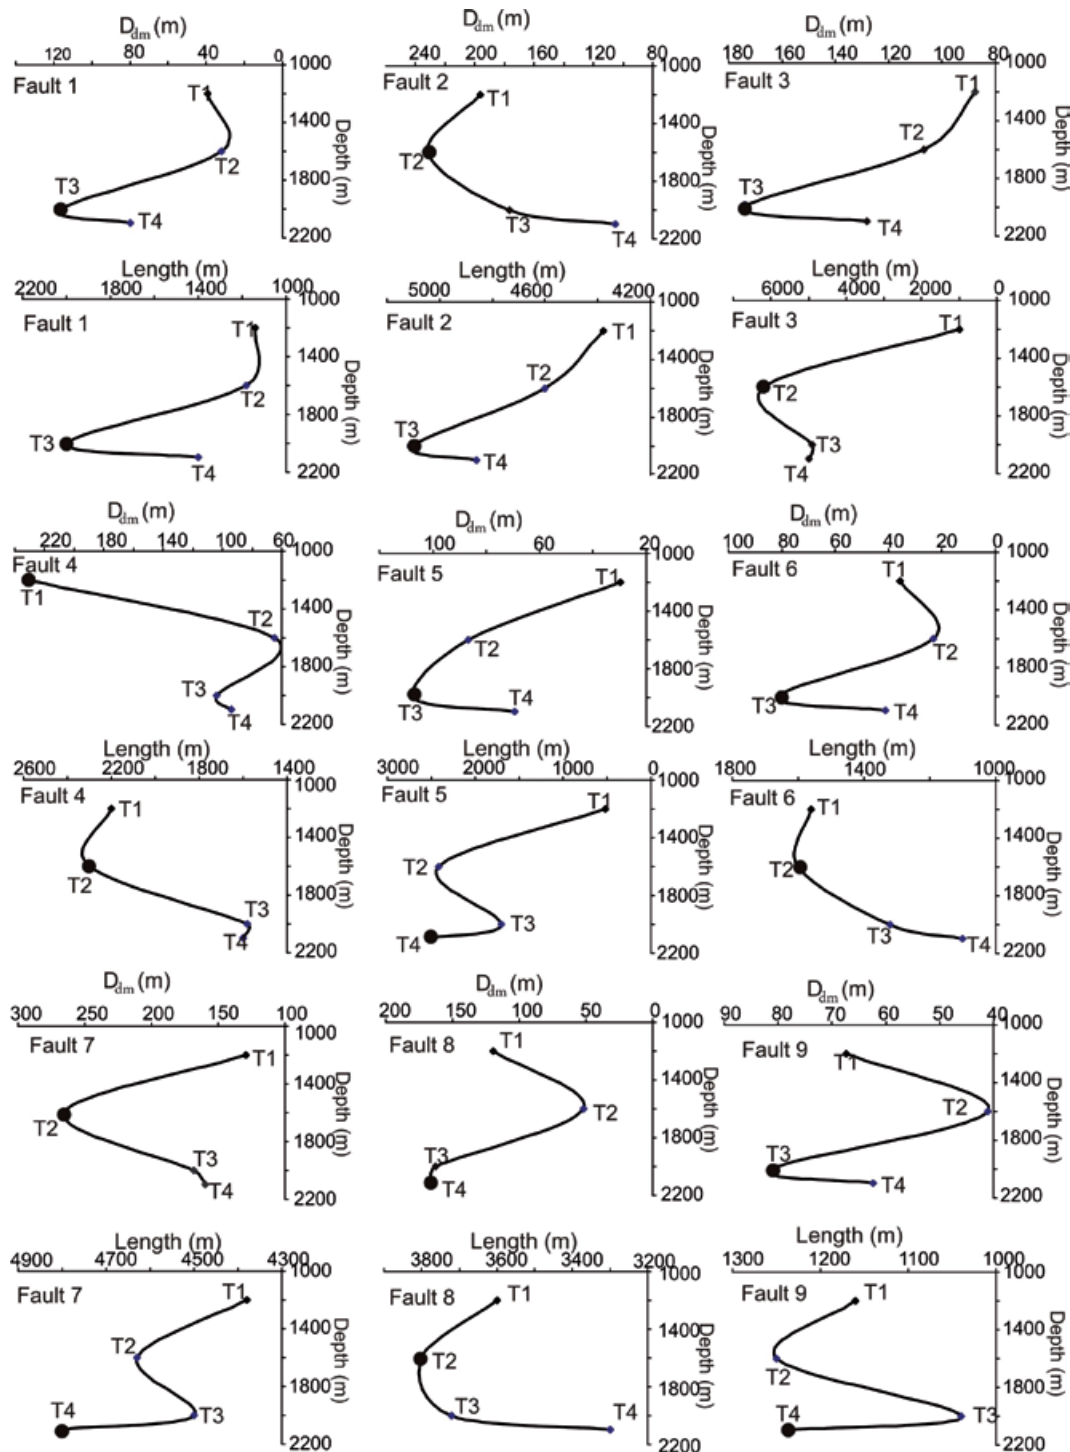 Ddm (m) Ddm (m) Ddm (m)
120 80 40 0 240 200 160 120 80 180 160 140 120 100 80
Fault 1 T1 T2 T3 T4 1000 1400 1800 2200 Depth (m)
Fault 2 T1 T2 T3 T4 1000 1400 1800 2200 Depth (m)
Fault 3 T1 T2 T3 T4 1000 1400 1800 2200 Depth (m)
Length (m) Length (m) Length (m)
2200 1800 1400 1000 5000 4600 4200 6000 4000 2000 0
Fault 1 T1 T2 T3 T4 1000 1400 1800 2200 Depth (m)
Fault 2 T1 T2 T3 T4 1000 1400 1800 2200 Depth (m)
Fault 3 T1 T2 T3 T4 1000 1400 1800 2200 Depth (m)
Ddm (m) Ddm (m) Ddm (m)
220 180 140 100 60 100 60 20 100 80 60 40 20 0
Fault 4 T1 T2 T3 T4 1000 1400 1800 2200 Depth (m)
Fault 5 T1 T2 T3 T4 1000 1400 1800 2200 Depth (m)
Fault 6 T1 T2 T3 T4 1000 1400 1800 2200 Depth (m)
Length (m) Length (m) Length (m)
2600 2200 1800 1400 3000 2000 1000 0 1800 1400 1000
Fault 4 T1 T2 T3 T4 1000 1400 1800 2200 Depth (m)
Fault 5 T1 T2 T3 T4 1000 1400 1800 2200 Depth (m)
Fault 6 T1 T2 T3 T4 1000 1400 1800 2200 Depth (m)
Ddm (m) Ddm (m) Ddm (m)
300 250 200 150 100 200 150 100 50 0 90 80 70 60 50 40
Fault 7 T1 T2 T3 T4 1000 1400 1800 2200 Depth (m)
Fault 8 T1 T2 T3 T4 1000 1400 1800 2200 Depth (m)
Fault 9 T1 T2 T3 T4 1000 1400 1800 2200 Depth (m)
Length (m) Length (m) Length (m)
4900 4700 4500 4300 3800 3600 3400 3200 1300 1200 1100 1000
Fault 7 T1 T2 T3 T4 1000 1400 1800 2200 Depth (m)
Fault 8 T1 T2 T3 T4 1000 1400 1800 2200 Depth (m)
Fault 9 T1 T2 T3 T4 1000 1400 1800 2200 Depth (m)